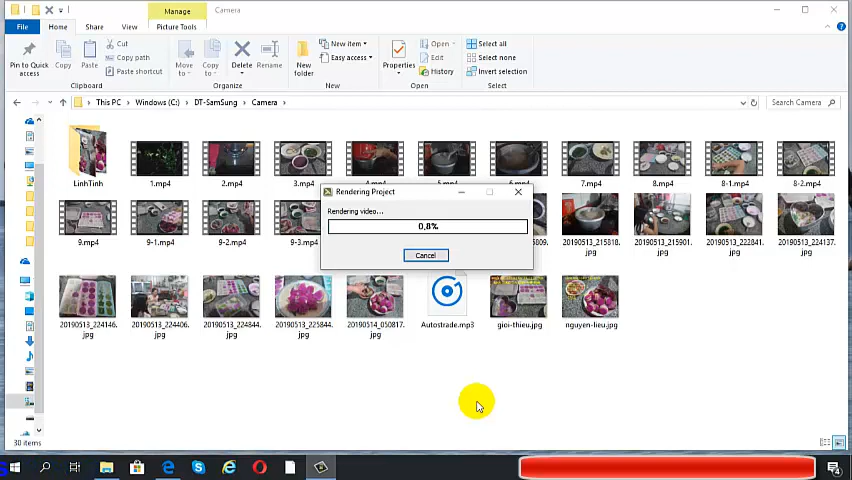 Manage
Camera
File
Home
Share
View
Picture Tools
Pin to Quick
access
Copy
Paste
Cut
Copy path
Paste shortcut
Move
to
Copy
to
Delete
Rename
Organize
New
folder
New item
Easy access
New
Properties
Open
Edit
History
Open
Select all
Select none
Invert selection
Select
This PC
Windows (C:)
DT-SamSung
Camera
Search Camera
LinhTinh
1.mp4
2.mp4
3.mp4
7.mp4
8.mp4
8-1.mp4
8-2.mp4
Rendering Project
Rendering video...
0,8%
Cancel
9.mp4
9-1.mp4
9-2.mp4
9-3.mp4
20190513_215818.
jpg
20190513_215901.
jpg
20190513_222841.
jpg
20190513_224137.
jpg
20190513_224146.
jpg
20190513_224406.
jpg
20190513_224844.
jpg
20190513_225844.
jpg
20190514_050817.
jpg
Autostrade.mp3
gioi-thieu.jpg
nguyen-lieu.jpg
30 items